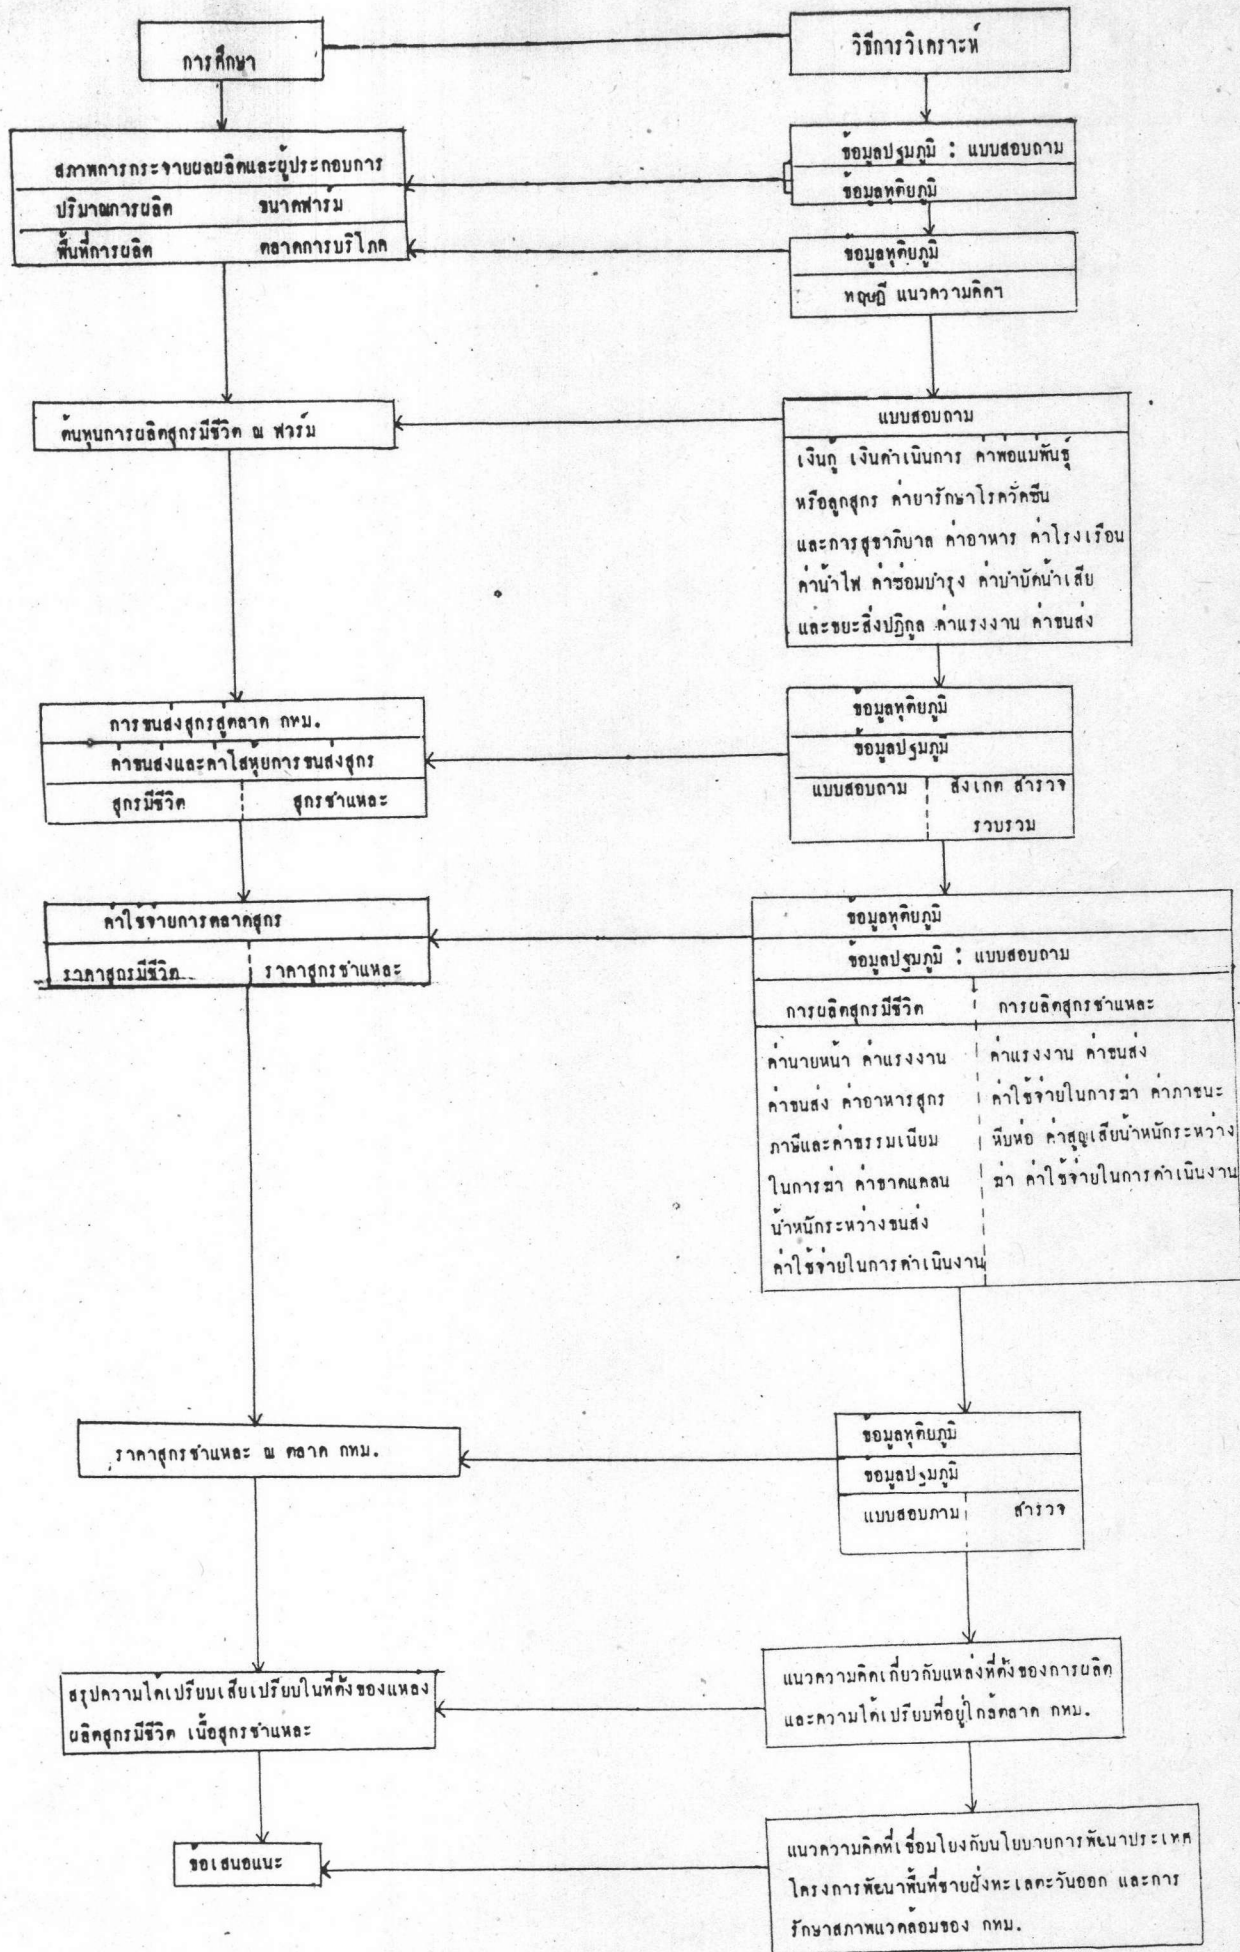 การศึกษา
วิธีการวิเคราะห์
สภาพการกระจายผลผลิตและผู้ประกอบการ
ปริมาณการผลิต ขนาดฟาร์ม
พื้นที่การผลิต ตลาดการบริโภค
ข้อมูลปฐมภูมิ : แบบสอบถาม
ข้อมูลทุติยภูมิ
ข้อมูลทุติยภูมิ
ทฤษฎี แนวความคิดฯ
ต้นทุนการผลิตสุกรมีชีวิต ณ ฟาร์ม
แบบสอบถาม
เงินกู้ เงินดำเนินการ ค่าพ่อแม่พันธุ์
หรือลูกสุกร ค่ายารักษาโรควัคซีน
และการสุขาภิบาล ค่าอาหาร ค่าโรงเรือน
ค่าน้ำไฟ ค่าซ่อมบำรุง ค่าบำบัดน้ำเสีย
และขยะสิ่งปฏิกูล ค่าแรงงาน ค่าขนส่ง
การขนส่งสุกรสู่ตลาด กทม.
ค่าขนส่งและค่าโสหุ้ยการขนส่งสุกร
สุกรมีชีวิต สุกรชำแหละ
ข้อมูลทุติยภูมิ
ข้อมูลปฐมภูมิ
แบบสอบถาม สังเกต สำรวจ
รวบรวม
ค่าใช้จ่ายการตลาดสุกร
ราคาสุกรมีชีวิต ราคาสุกรชำแหละ
ข้อมูลทุติยภูมิ
ข้อมูลปฐมภูมิ : แบบสอบถาม
การผลิตสุกรมีชีวิต การผลิตสุกรชำแหละ
ค่านายหน้า ค่าแรงงาน
ค่าขนส่ง ค่าอาหารสุกร
ภาษีและค่าธรรมเนียม
ในการฆ่า ค่าขาดแคลน
น้ำหนักระหว่างขนส่ง
ค่าใช้จ่ายในการดำเนินงาน
ค่าแรงงาน ค่าขนส่ง
ค่าใช้จ่ายในการฆ่า ค่าภาชนะ
หีบห่อ ค่าสูญเสียน้ำหนักระหว่าง
ฆ่า ค่าใช้จ่ายในการดำเนินงาน
ราคาสุกรชำแหละ ณ ตลาด กทม.
ข้อมูลทุติยภูมิ
ข้อมูลปฐมภูมิ
แบบสอบถาม สำรวจ
สรุปความได้เปรียบเสียเปรียบในที่ตั้งของแหลง
ผลิตสุกรมีชีวิต เนื้อสุกรชำแหละ
แนวความคิดเกี่ยวกับแหล่งที่ตั้งของการผลิต
และความได้เปรียบที่อยู่ใกล้ตลาด กทม.
ข้อเสนอแนะ
แนวความคิดที่เชื่อมโยงกับนโยบายการพัฒนาประเทศ
โครงการพัฒนาพื้นที่ชายฝั่งทะเลตะวันออก และการ
รักษาสภาพแวดล้อมของ กทม.